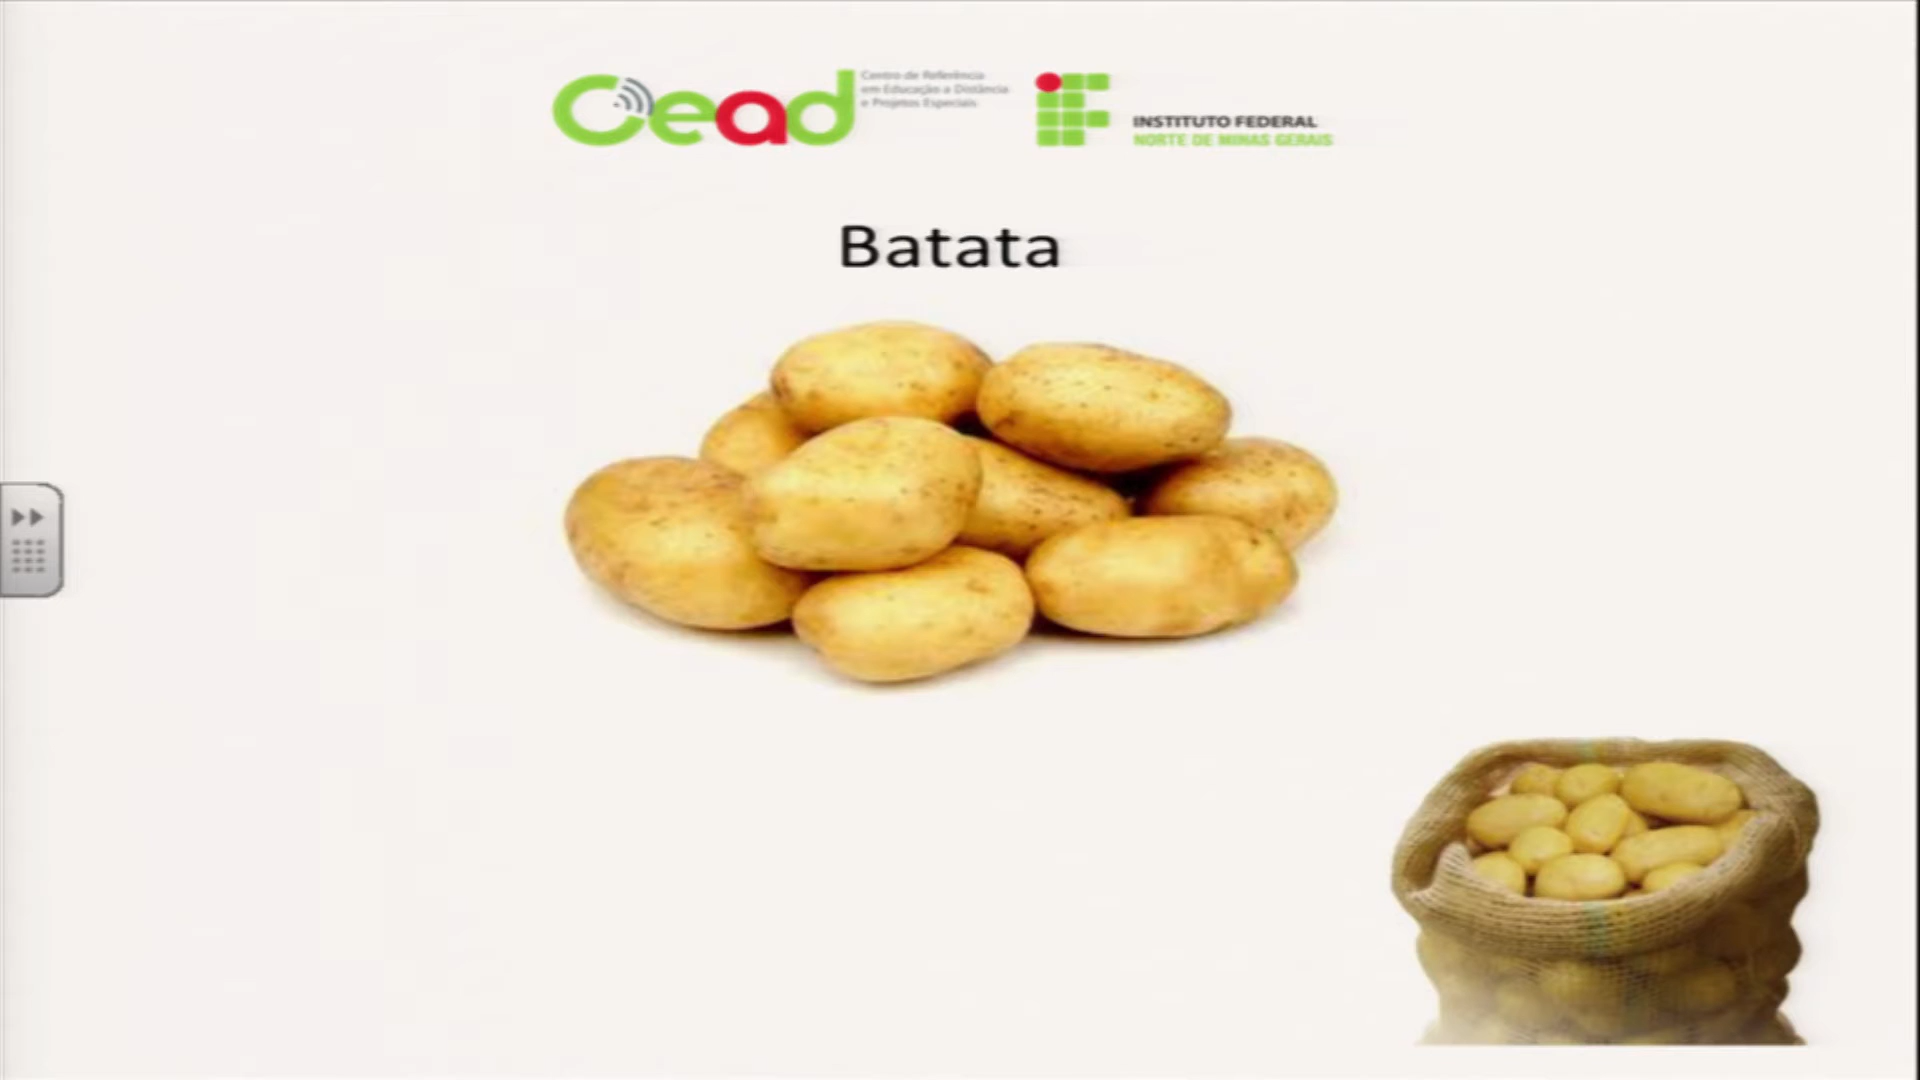 Cead
Centro de Referência
em Educação a Distância
e Projetos Especiais
INSTITUTO FEDERAL
NORTE DE MINAS GERAIS
Batata